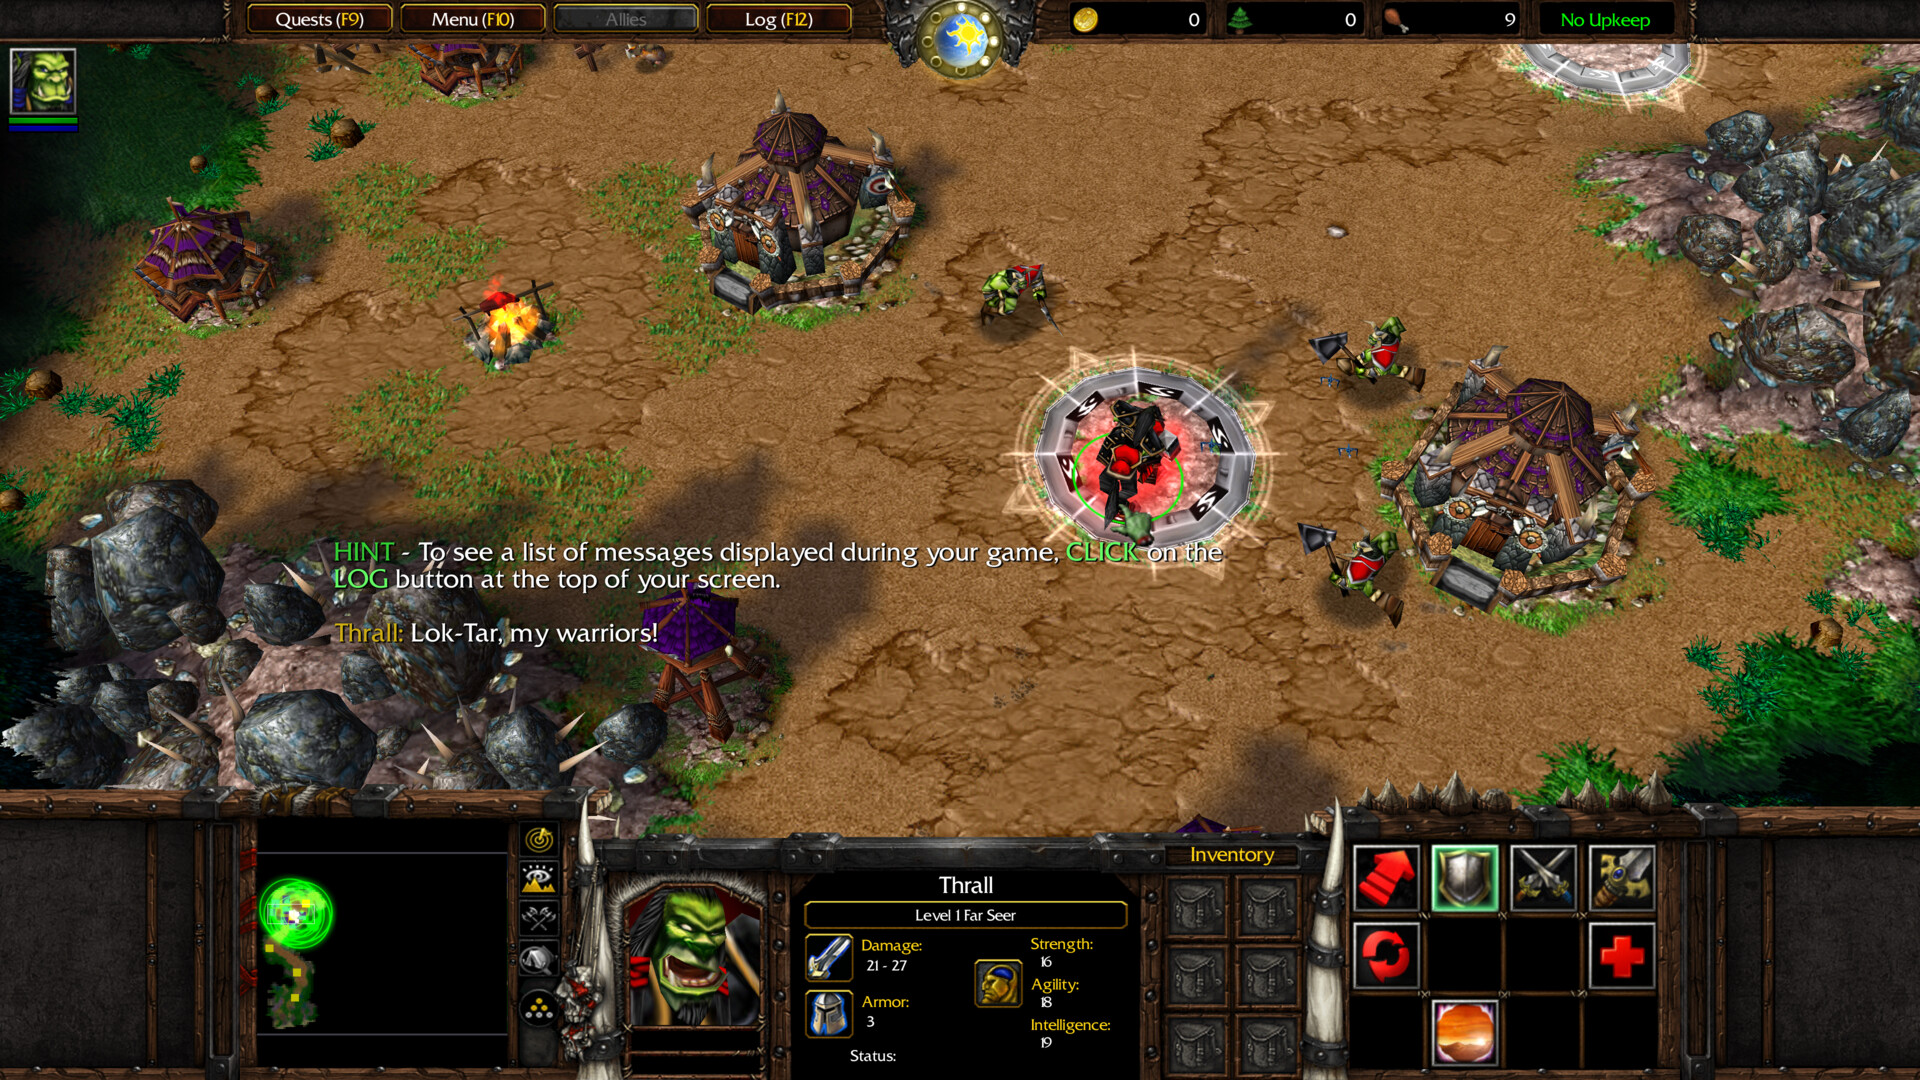 Quests (F9)
Menu (F10)
Allies
Log (F12)
0
0
9
No Upkeep
HINT - To see a list of messages displayed during your game, CLICK on the
LOG button at the top of your screen.
Thrall: Lok-Tar, my warriors!
Inventory
Thrall
Level 1 Far Seer
Damage:
21 - 27
Armor:
3
Strength:
16
Agility:
18
Intelligence:
19
Status: